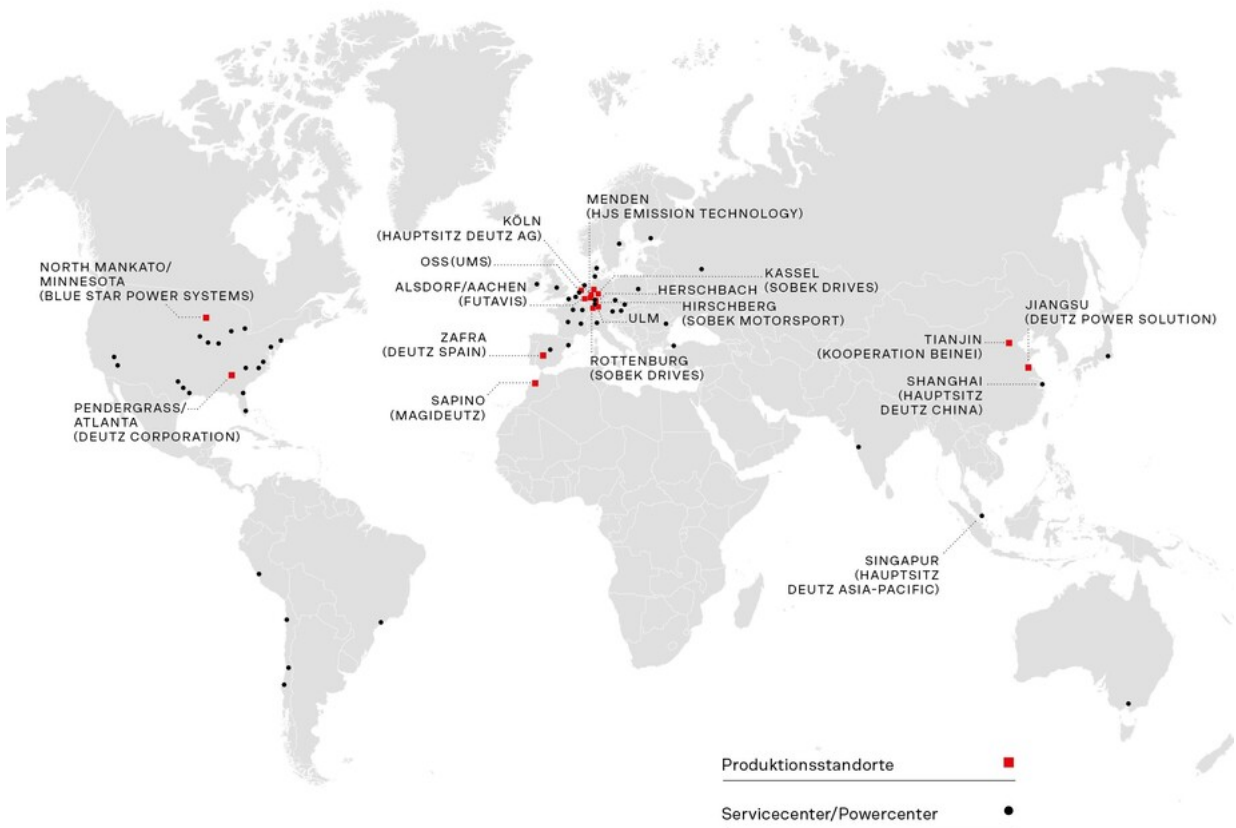 MENDEN
(HJS EMISSION TECHNOLOGY)
KÖLN
(HAUPTSITZ DEUTZ AG)
OSS(UMS)
ALSDORF/AACHEN
(FUTAVIS)
ZAFRA
(DEUTZ SPAIN)
SAPINO
(MAGIDEUTZ)
NORTH MANKATO/
MINNESOTA
(BLUE STAR POWER SYSTEMS)
PENDERGRASS/
ATLANTA
(DEUTZ CORPORATION)
KASSEL
(SOBEK DRIVES)
HERSCHBACH
HIRSCHBERG
(SOBEK MOTORSPORT)
ULM
ROTTENBURG
(SOBEK DRIVES)
JIANGSU
(DEUTZ POWER SOLUTION)
TIANJIN
(KOOPERATION BEINEI)
SHANGHAI
(HAUPTSITZ
DEUTZ CHINA)
SINGAPUR
(HAUPTSITZ
DEUTZ ASIA-PACIFIC)
Produktionsstandorte
Servicecenter/Powercenter